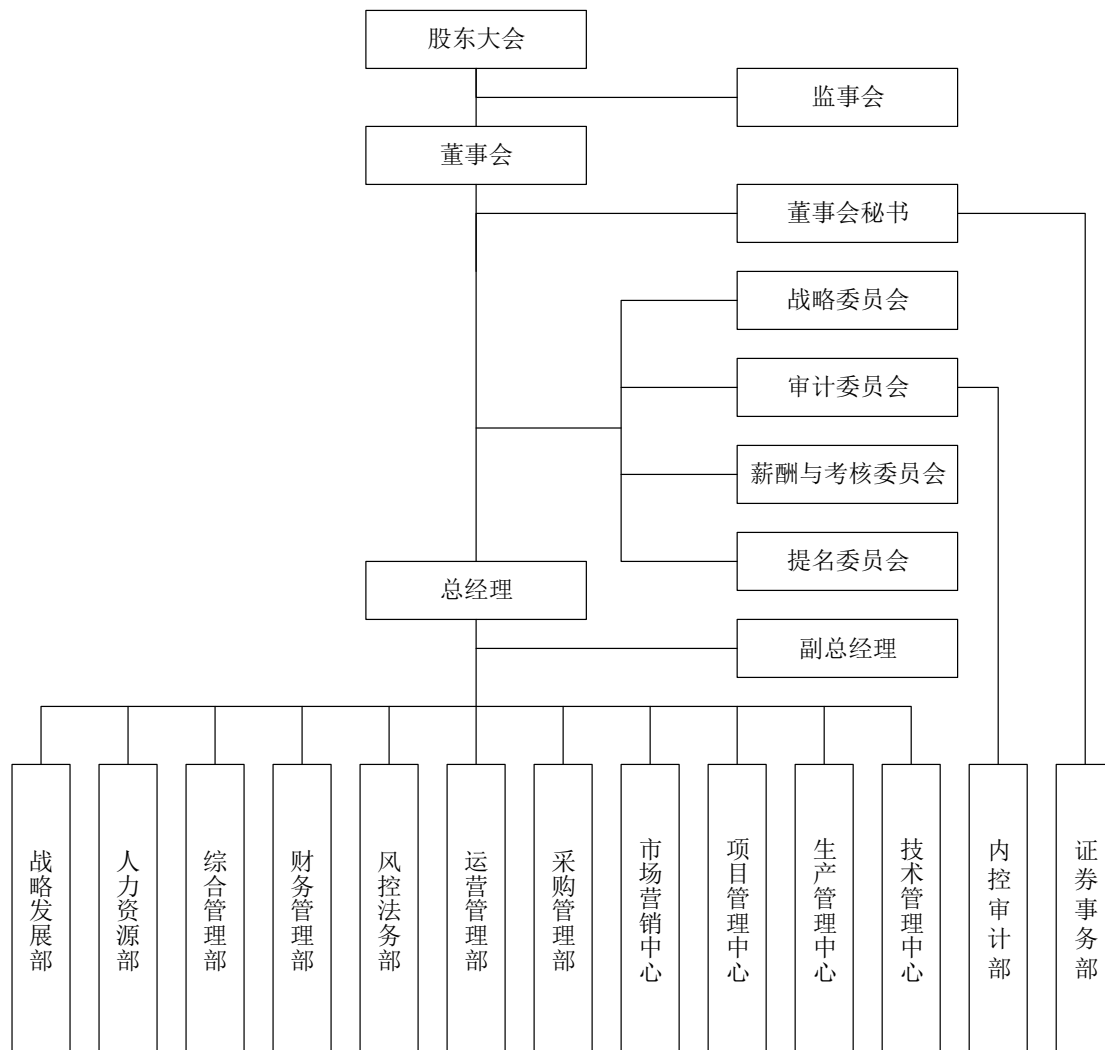 股东大会
监事会
董事会
董事会秘书
战略委员会
审计委员会
薪酬与考核委员会
提名委员会
总经理
副总经理
战略发展部
人力资源部
综合管理部
财务管理部
风控法务部
运营管理部
采购管理部
市场营销中心
项目管理中心
生产管理中心
技术管理中心
内控审计部
证券事务部